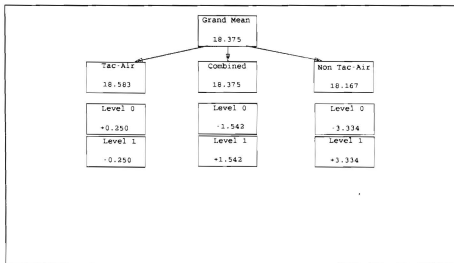 Grand Mean
18.375
Tac-Air
18.583
Combined
18.375
Non Tac-Air
18.167
Level 0
+0.250
Level 0
-1.542
Level 0
-3.334
Level 1
-0.250
Level 1
+1.542
Level 1
+3.334